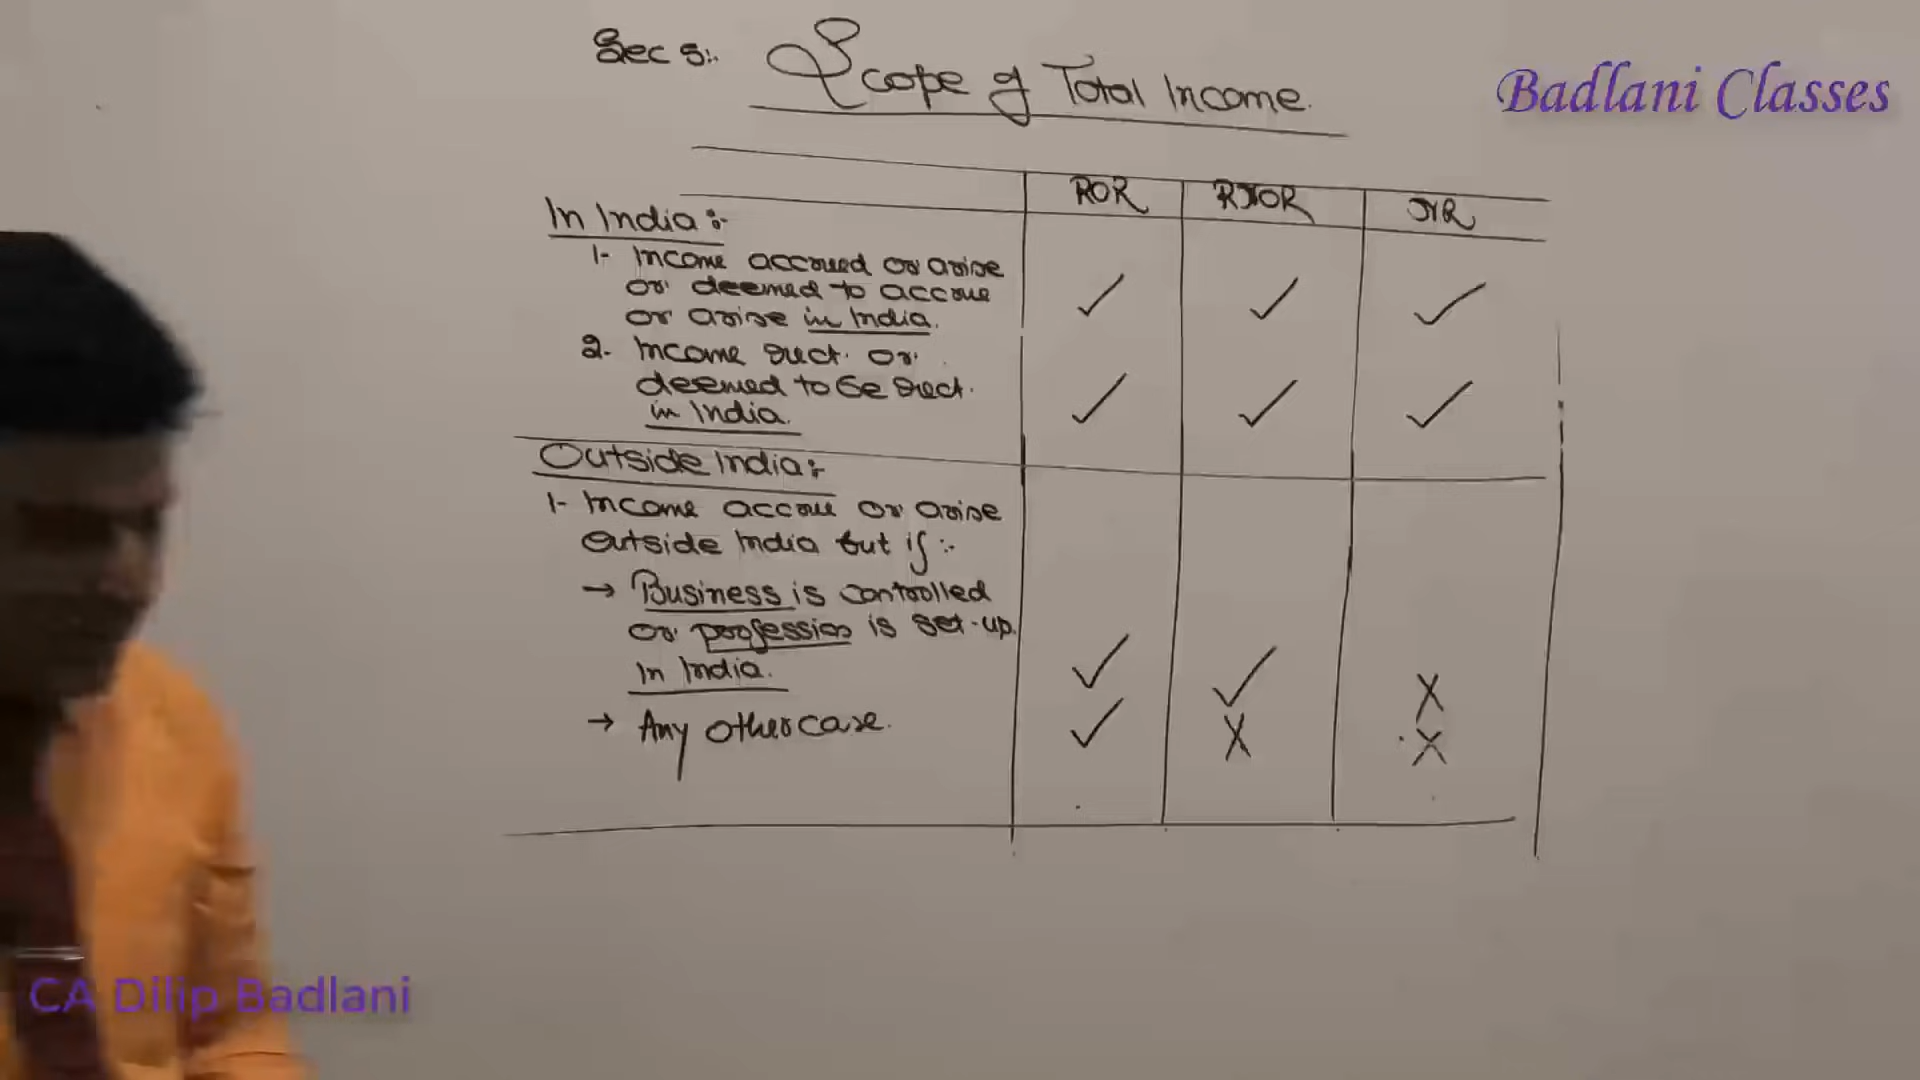 Sec 5:. Scope of Total Income.
Badlani Classes
ROR RNOR NR
In India :-
1- Income accrued or arise
or deemed to accrue
or arise in India.
✓ ✓ ✓
2- Income rect. or
deemed to be rect.
in India.
✓ ✓ ✓
Outside India :-
1- Income accrue or arise
outside India but if :-
→ Business is controlled
or profession is set-up
in India.
✓ ✓ X
→ Any other case. ✓ X X
CA Dilip Badlani